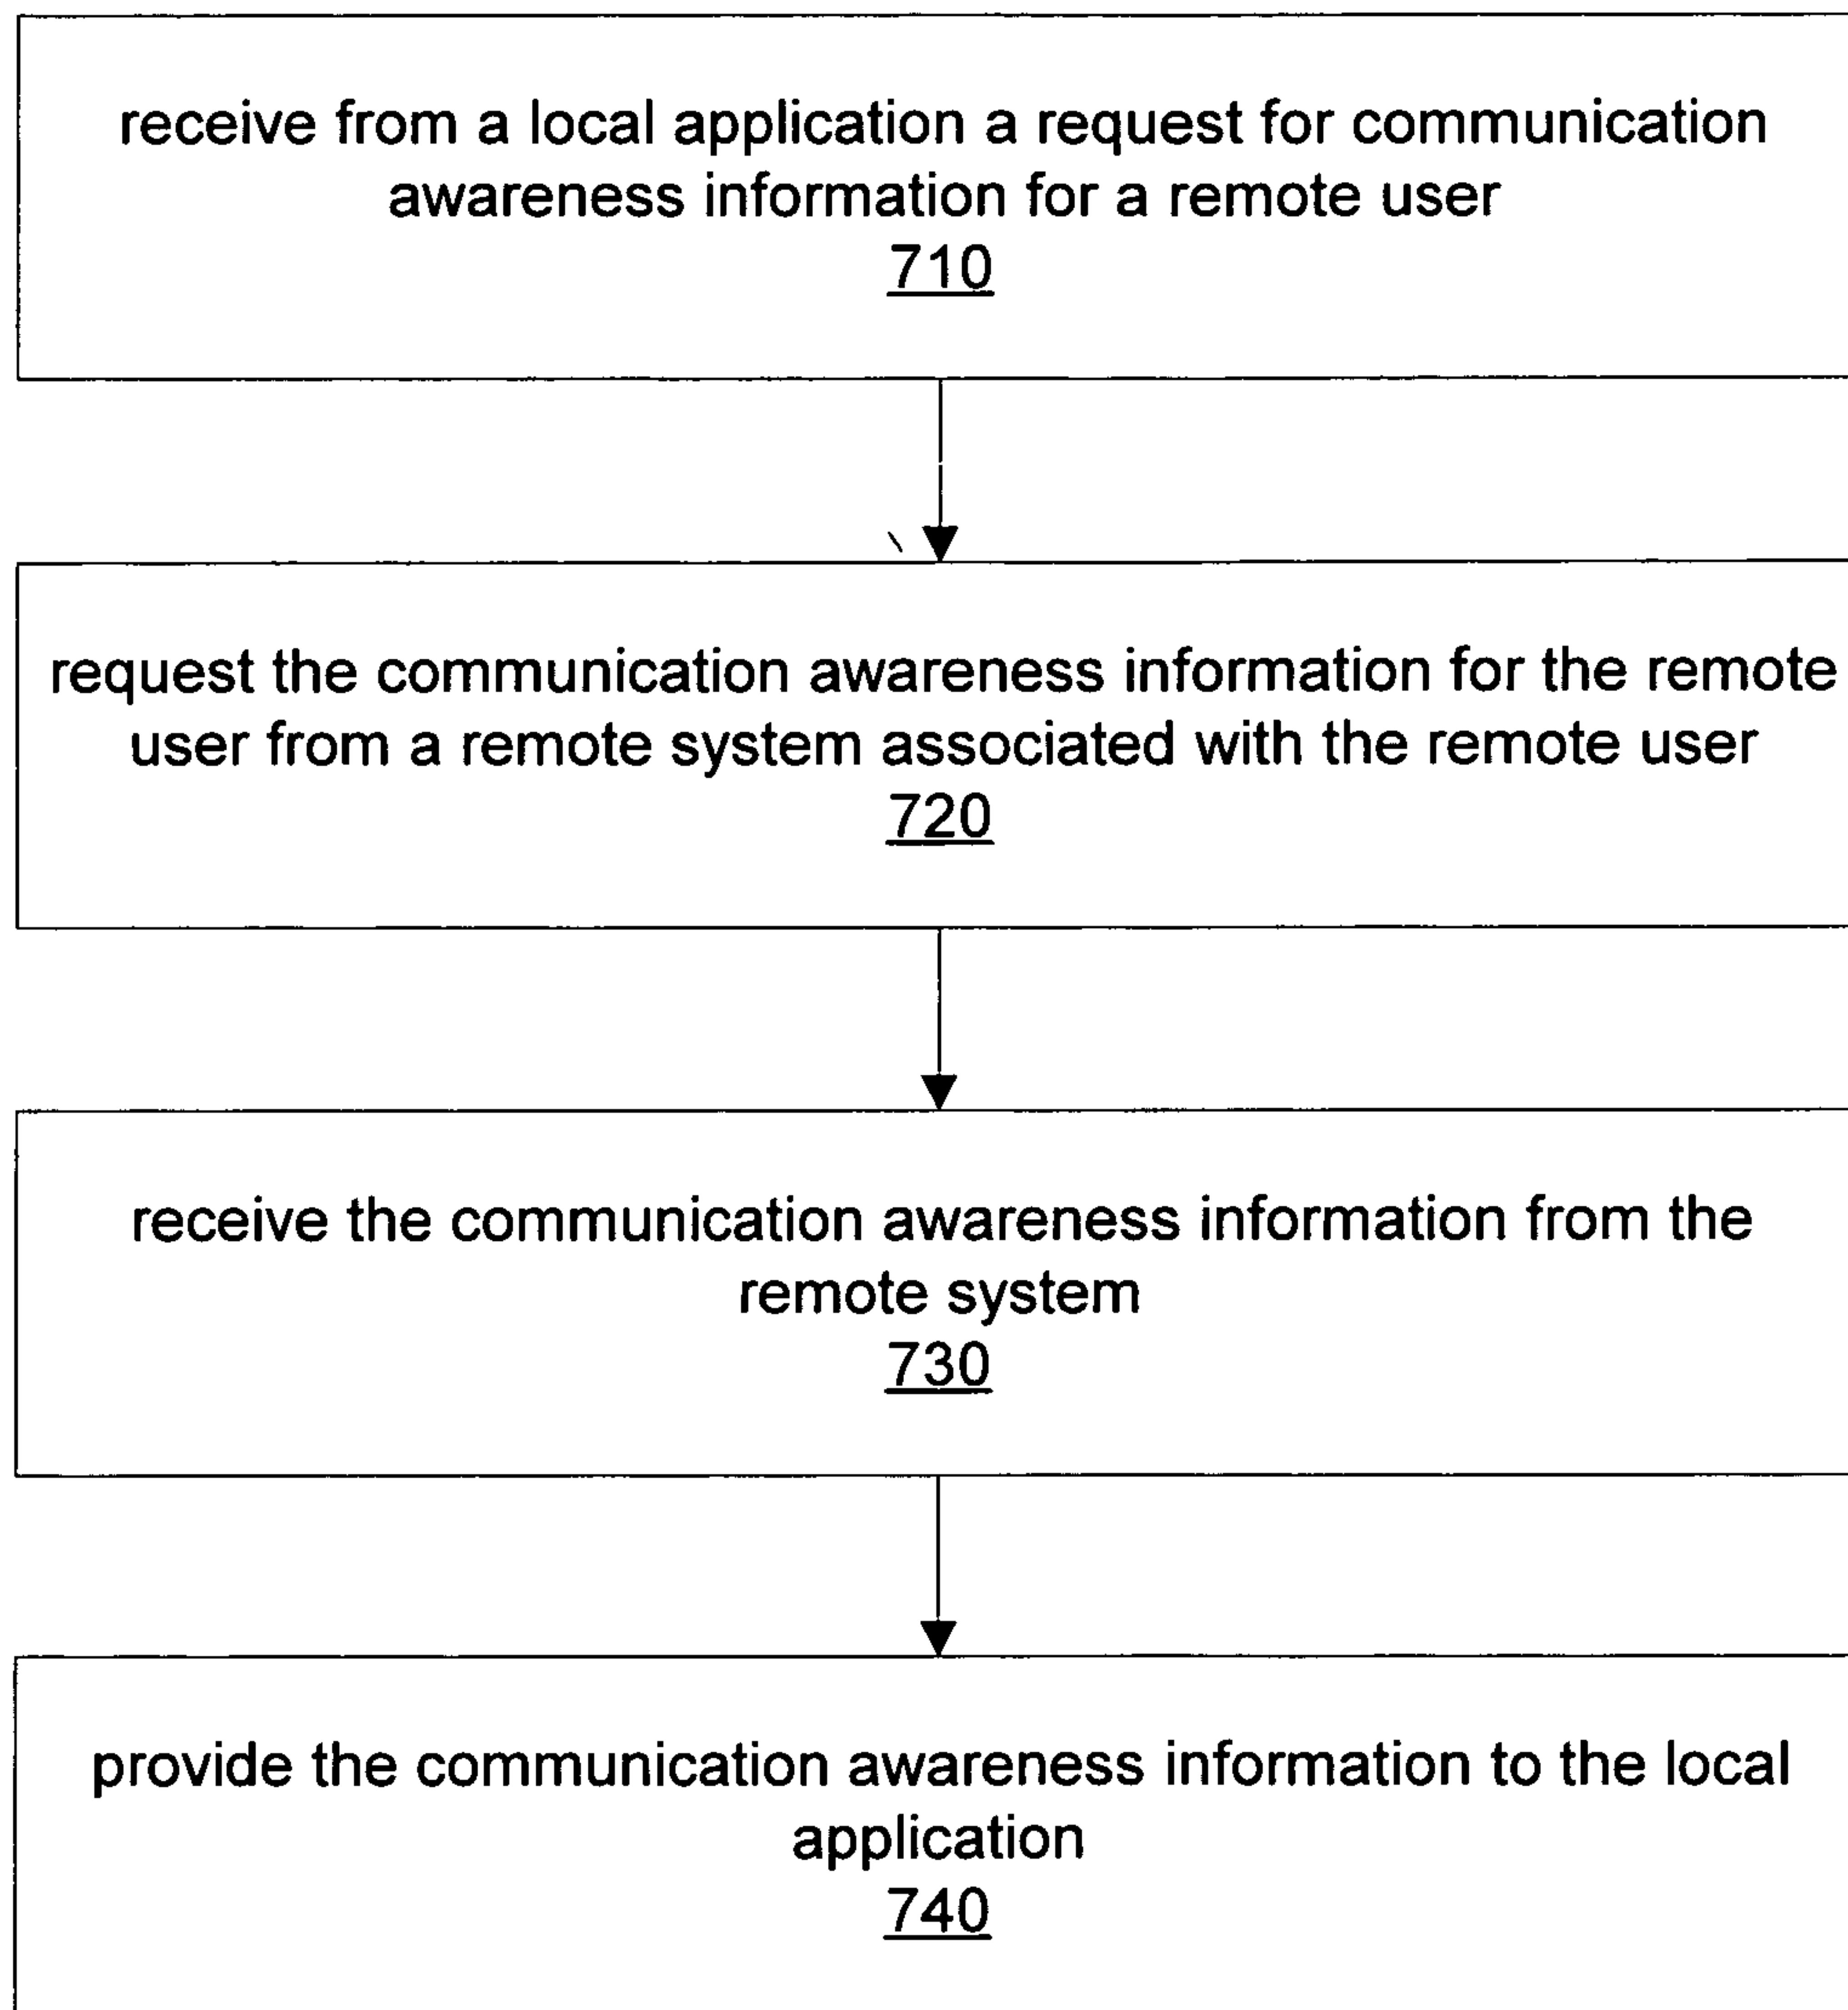 receive from a local application a request for communication
awareness information for a remote user
710
request the communication awareness information for the remote
user from a remote system associated with the remote user
720
receive the communication awareness information from the
remote system
730
provide the communication awareness information to the local
application
740